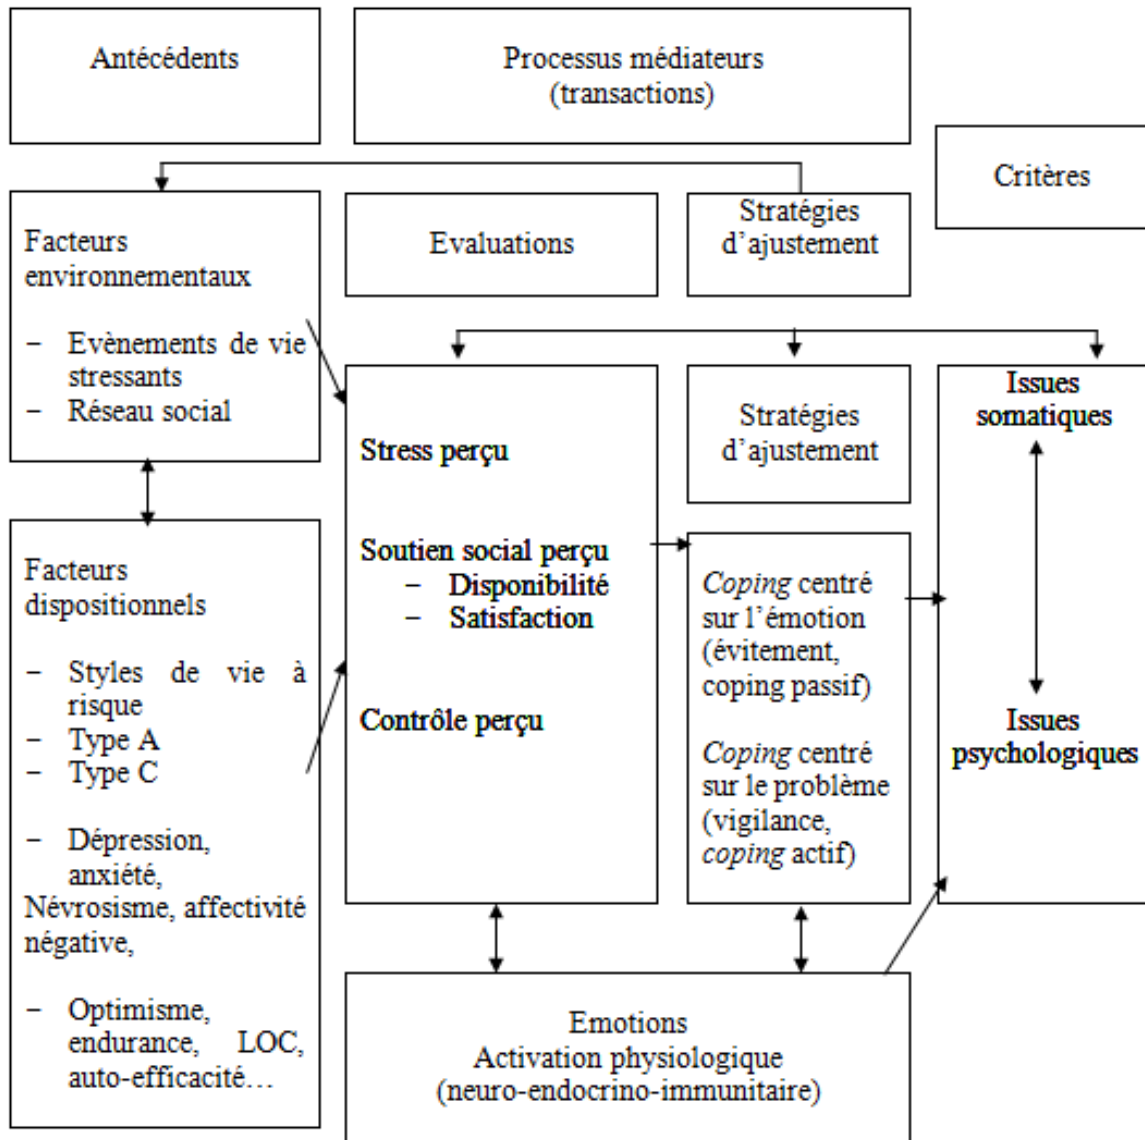 Antécédents
Processus médiateurs
(transactions)
Critères
Facteurs
environnementaux
− Evènements de vie
stressants
− Réseau social
Facteurs
dispositionnels
− Styles de vie à
risque
− Type A
− Type C
− Dépression,
anxiété,
Névrosisme, affectivité
négative,
− Optimisme,
endurance, LOC,
auto-efficacité…
Evaluations
Stress perçu
Soutien social perçu
− Disponibilité
− Satisfaction
Contrôle perçu
Stratégies
d’ajustement
Stratégies
d’ajustement
Coping centré
sur l’émotion
(évitement,
coping passif)
Coping centré
sur le problème
(vigilance,
coping actif)
Issues
somatiques
Issues
psychologiques
Emotions
Activation physiologique
(neuro-endocrino-immunitaire)